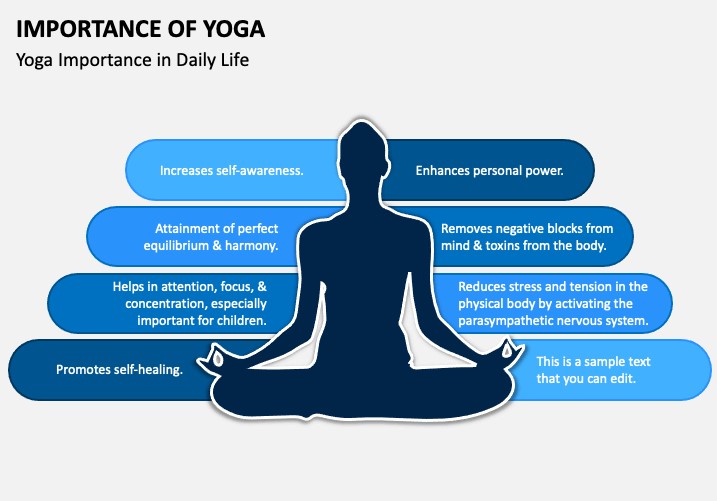 IMPORTANCE OF YOGA
Yoga Importance in Daily Life
Increases self-awareness.
Enhances personal power.
Attainment of perfect
equilibrium & harmony.
Removes negative blocks from
mind & toxins from the body.
Helps in attention, focus, &
concentration, especially
important for children.
Reduces stress and tension in the
physical body by activating the
parasympathetic nervous system.
Promotes self-healing.
This is a sample text
that you can edit.